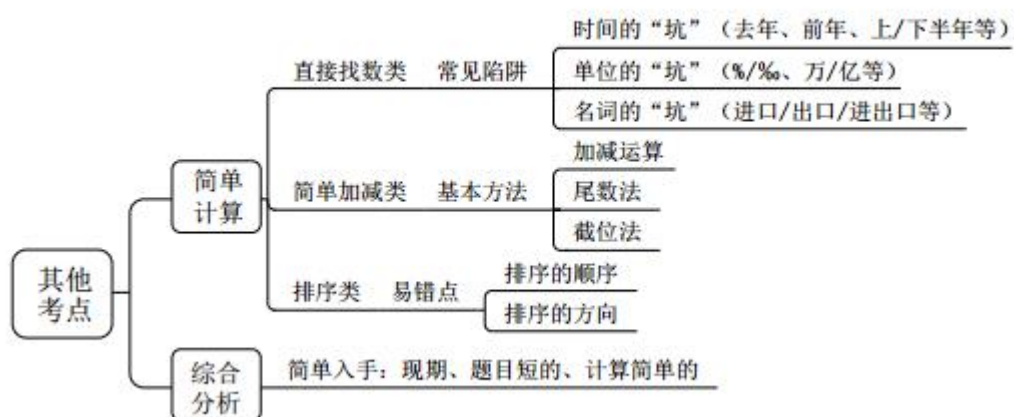 时间的“坑”（去年、前年、上/下半年等）
直接找数类 常见陷阱
单位的“坑”（%/‰、万/亿等）
名词的“坑”（进口/出口/进出口等）
简单
计算
加减运算
简单加减类 基本方法
尾数法
截位法
其他
考点
排序类 易错点
排序的顺序
排序的方向
综合
分析
简单入手：现期、题目短的、计算简单的